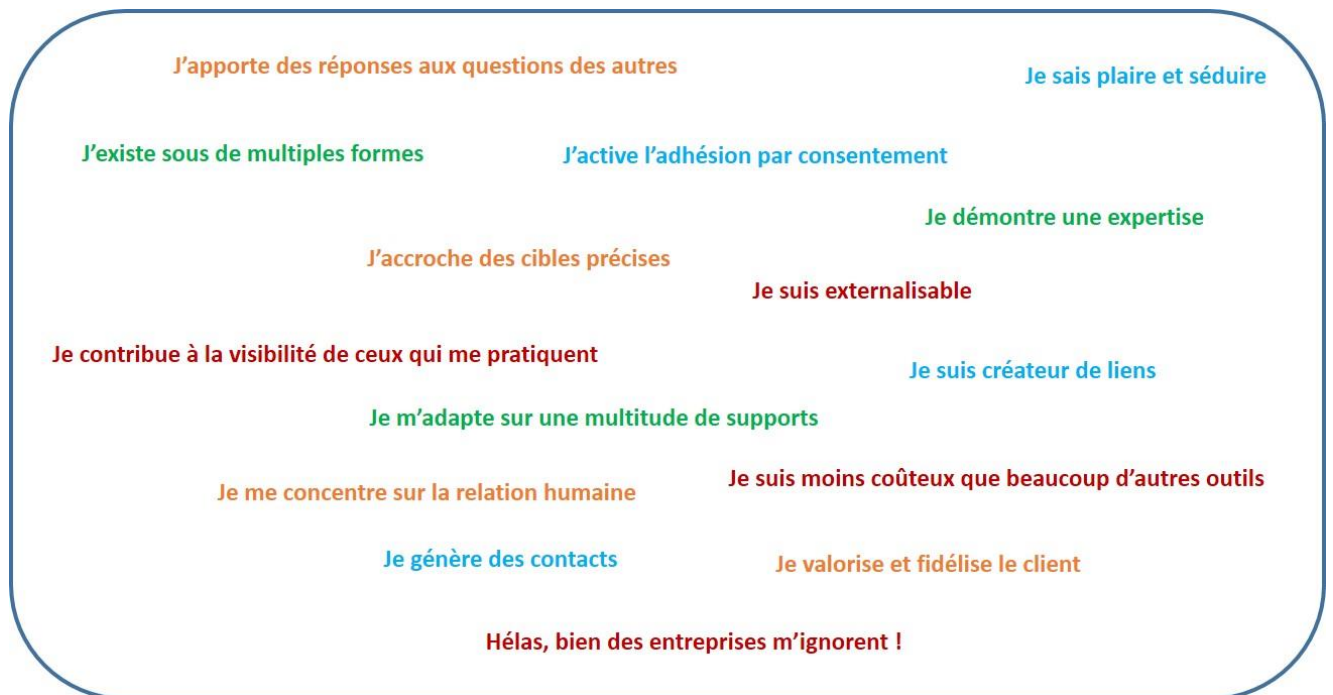 J’apporte des réponses aux questions des autres
Je sais plaire et séduire
J’existe sous de multiples formes
J’active l’adhésion par consentement
Je démontre une expertise
J’accroche des cibles précises
Je suis externalisable
Je contribue à la visibilité de ceux qui me pratiquent
Je suis créateur de liens
Je m’adapte sur une multitude de supports
Je me concentre sur la relation humaine
Je suis moins coûteux que beaucoup d’autres outils
Je génère des contacts
Je valorise et fidélise le client
Hélas, bien des entreprises m’ignorent !